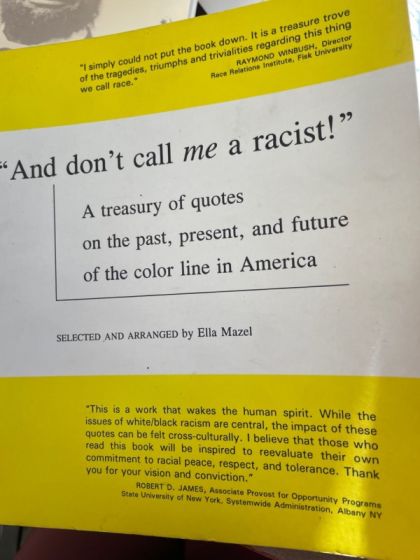 "I simply could not put the book down. It is a treasure trove
of the tragedies, triumphs and trivialities regarding this thing
we call race."
RAYMOND WINBUSH, Director
Race Relations Institute, Fisk University
“And don't call me a racist!”
A treasury of quotes
on the past, present, and future
of the color line in America
SELECTED AND ARRANGED by Ella Mazel
"This is a work that wakes the human spirit. While the
issues of white/black racism are central, the impact of these
quotes can be felt cross-culturally. I believe that those who
read this book will be inspired to reevaluate their own
commitment to racial peace, respect, and tolerance. Thank
you for your vision and conviction."
ROBERT D. JAMES, Associate Provost for Opportunity Programs
State University of New York, Systemwide Administration, Albany NY